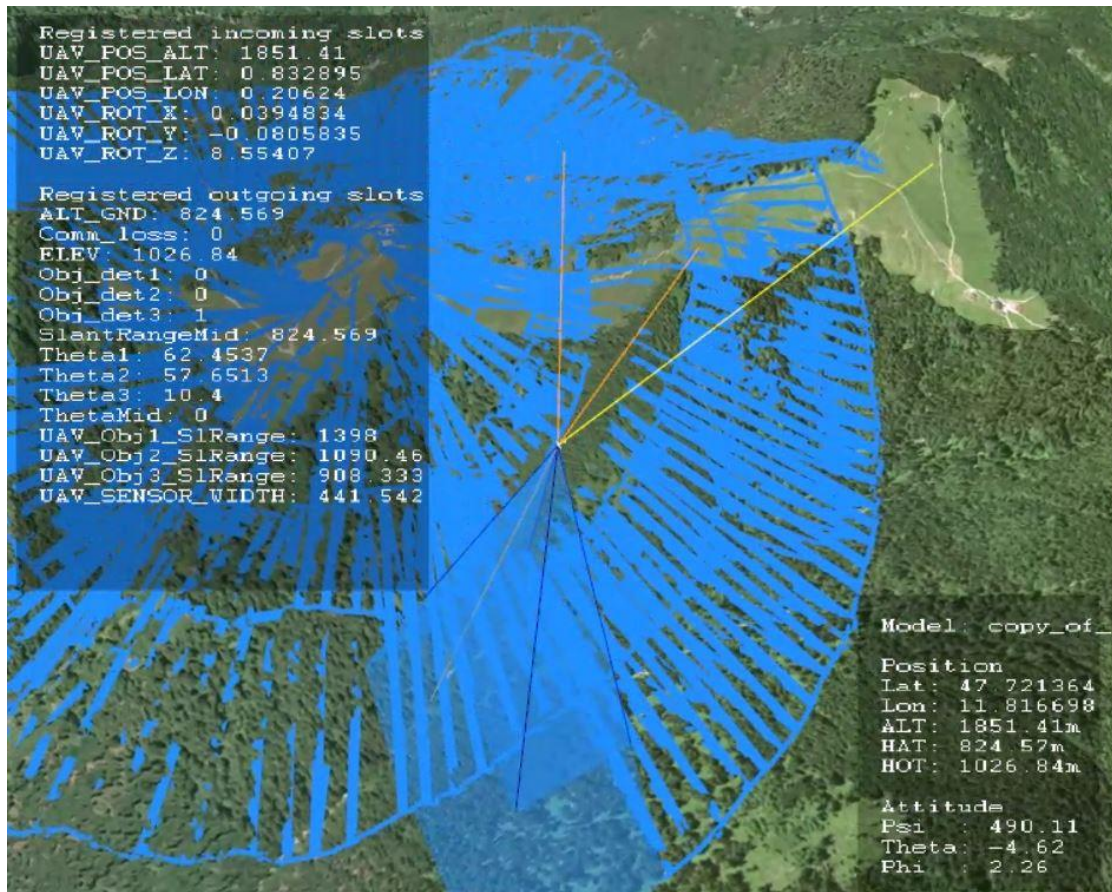 Registered incoming slots
UAV_POS_ALT: 1851.41
UAV_POS_LAT: 0.832895
UAV_POS_LON: 0.20624
UAV_ROT_X: 0.0394834
UAV_ROT_Y: -0.0805835
UAV_ROT_Z: 8.55407
Registered outgoing slots
ALT_GND: 824.569
Comm_loss: 0
ELEV: 1026.84
Obj_det1: 0
Obj_det2: 0
Obj_det3: 1
SlantRangeMid: 824.569
Theta1: 62.4537
Theta2: 57.6513
Theta3: 10.4
ThetaMid: 0
UAV_Obj1_SlRange: 1398
UAV_Obj2_SlRange: 1090.46
UAV_Obj3_SlRange: 908.333
UAV_SENSOR_WIDTH: 441.542
Model: copy_of_
Position
Lat: 47.721364
Lon: 11.816698
ALT: 1851.41m
HAT: 824.57m
HOT: 1026.84m
Attitude
Psi : 490.11
Theta: -4.62
Phi : 2.26